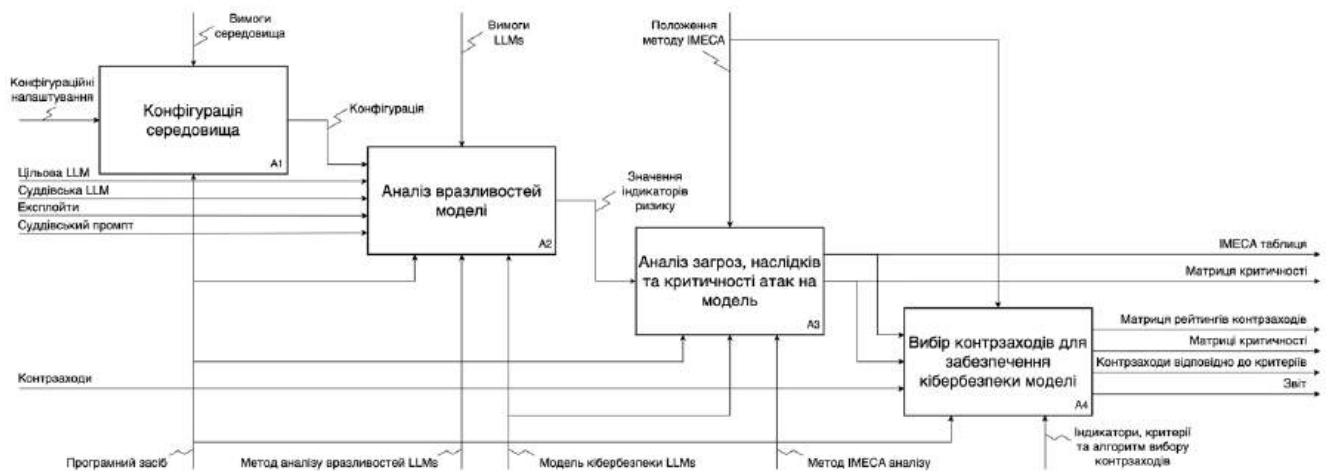 Вимоги
середовища
Вимоги
LLMs
Положення
методу IMECA
Конфігураційні
налаштування
Конфігурація
середовища
A1
Конфігурація
Цільова LLM
Суддівська LLM
Експлойти
Суддівський промпт
Аналіз вразливостей
моделі
A2
Значення
індикаторів
ризику
Аналіз загроз, наслідків
та критичності атак на
модель
A3
IMECA таблиця
Матриця критичності
Вибір контрзаходів для
забезпечення
кібербезпеки моделі
A4
Матриця рейтингів контрзаходів
Матриці критичності
Контрзаходи відповідно до критеріїв
Звіт
Контрзаходи
Програмний засіб
Метод аналізу вразливостей LLMs
Модель кібербезпеки LLMs
Метод IMECA аналізу
Індикатори, критерії
та алгоритм вибору
контрзаходів